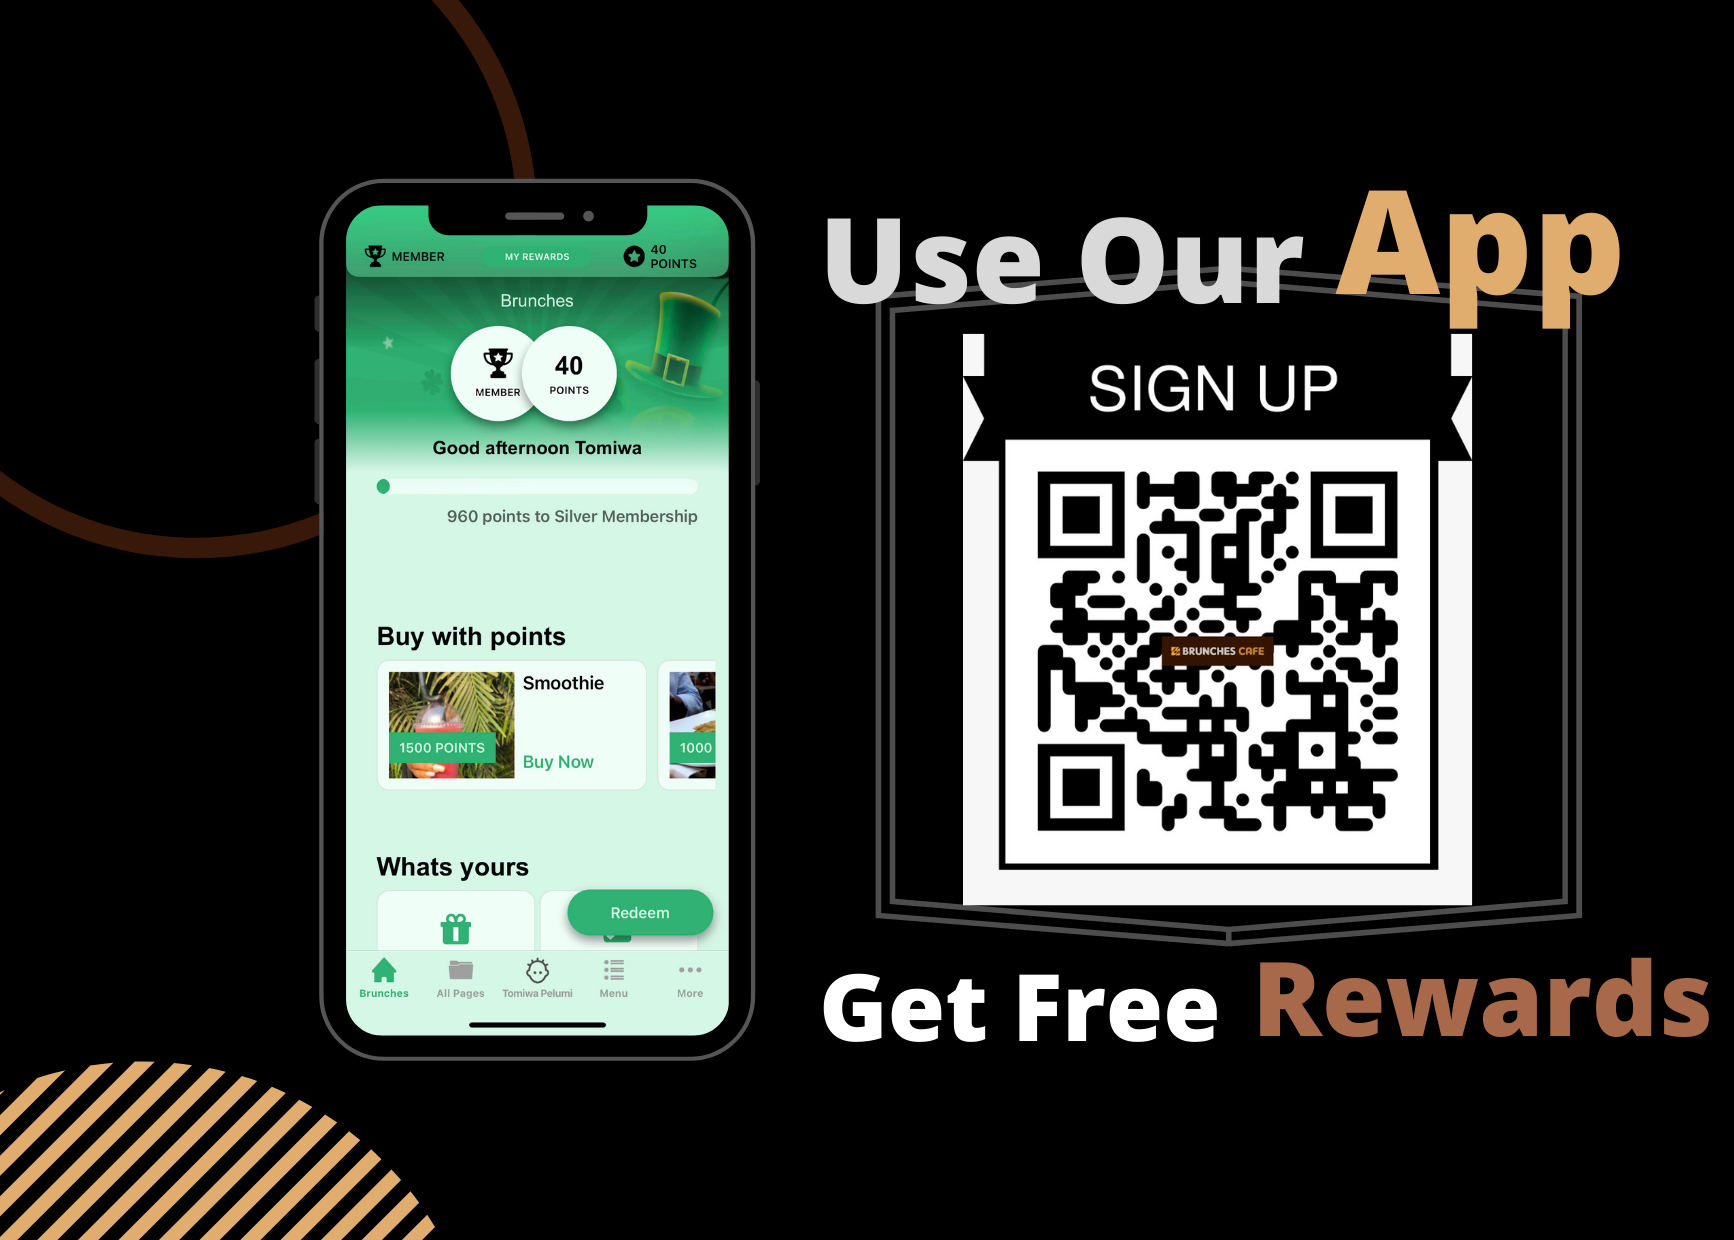 MEMBER
MY REWARDS
40
POINTS
Brunches
MEMBER
40
POINTS
Good afternoon Tomiwa
960 points to Silver Membership
Buy with points
Smoothie
1500 POINTS
Buy Now
1000
Whats yours
Redeem
Brunches
All Pages
Tomiwa Pelumi
Menu
More
Use Our App
SIGN UP
BRUNCHES CAFE
Get Free Rewards